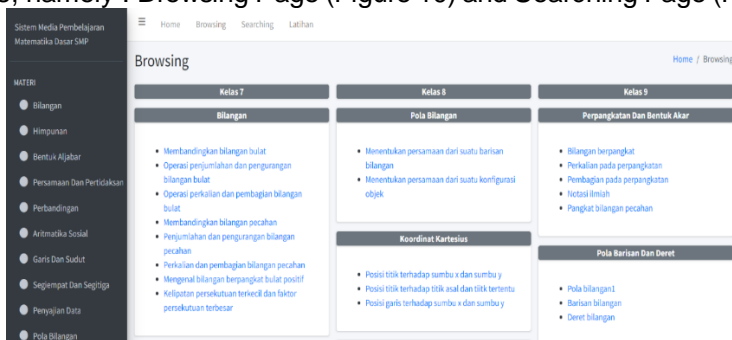 namely : Browsing Page (Figure 10) and Searching Page (
Sistem Media Pembelajaran
Matematika Dasar SMP
MATERI
Bilangan
Himpunan
Bentuk Aljabar
Persamaan Dan Pertidaksan
Perbandingan
Aritmatika Sosial
Garis Dan Sudut
Segiempat Dan Segitiga
Penyajian Data
Pola Bilangan
Home Browsing Searching Latihan
Browsing
Home / Browsing
Kelas 7
Bilangan
Membandingkan bilangan bulat
Operasi penjumlahan dan pengurangan
bilangan bulat
Operasi perkalian dan pembagian bilangan
bulat
Membandingkan bilangan pecahan
Penjumlahan dan pengurangan bilangan
pecahan
Perkalian dan pembagian bilangan pecahan
Mengenal bilangan berpangkat bulat positif
Kelipatan persekutuan terkecil dan faktor
persekutuan terbesar
Kelas 8
Pola Bilangan
Menentukan persamaan dari suatu barisan
bilangan
Menentukan persamaan dari suatu konfigurasi
objek
Koordinat Kartesius
Posisi titik terhadap sumbu x dan sumbu y
Posisi titik terhadap titik asal dan titik tertentu
Posisi garis terhadap sumbu x dan sumbu y
Kelas 9
Perpangkatan Dan Bentuk Akar
Bilangan berpangkat
Perkalian pada perpangkatan
Pembagian pada perpangkatan
Notasi ilmiah
Pangkat bilangan pecahan
Pola Barisan Dan Deret
Pola bilangan1
Barisan bilangan
Deret bilangan